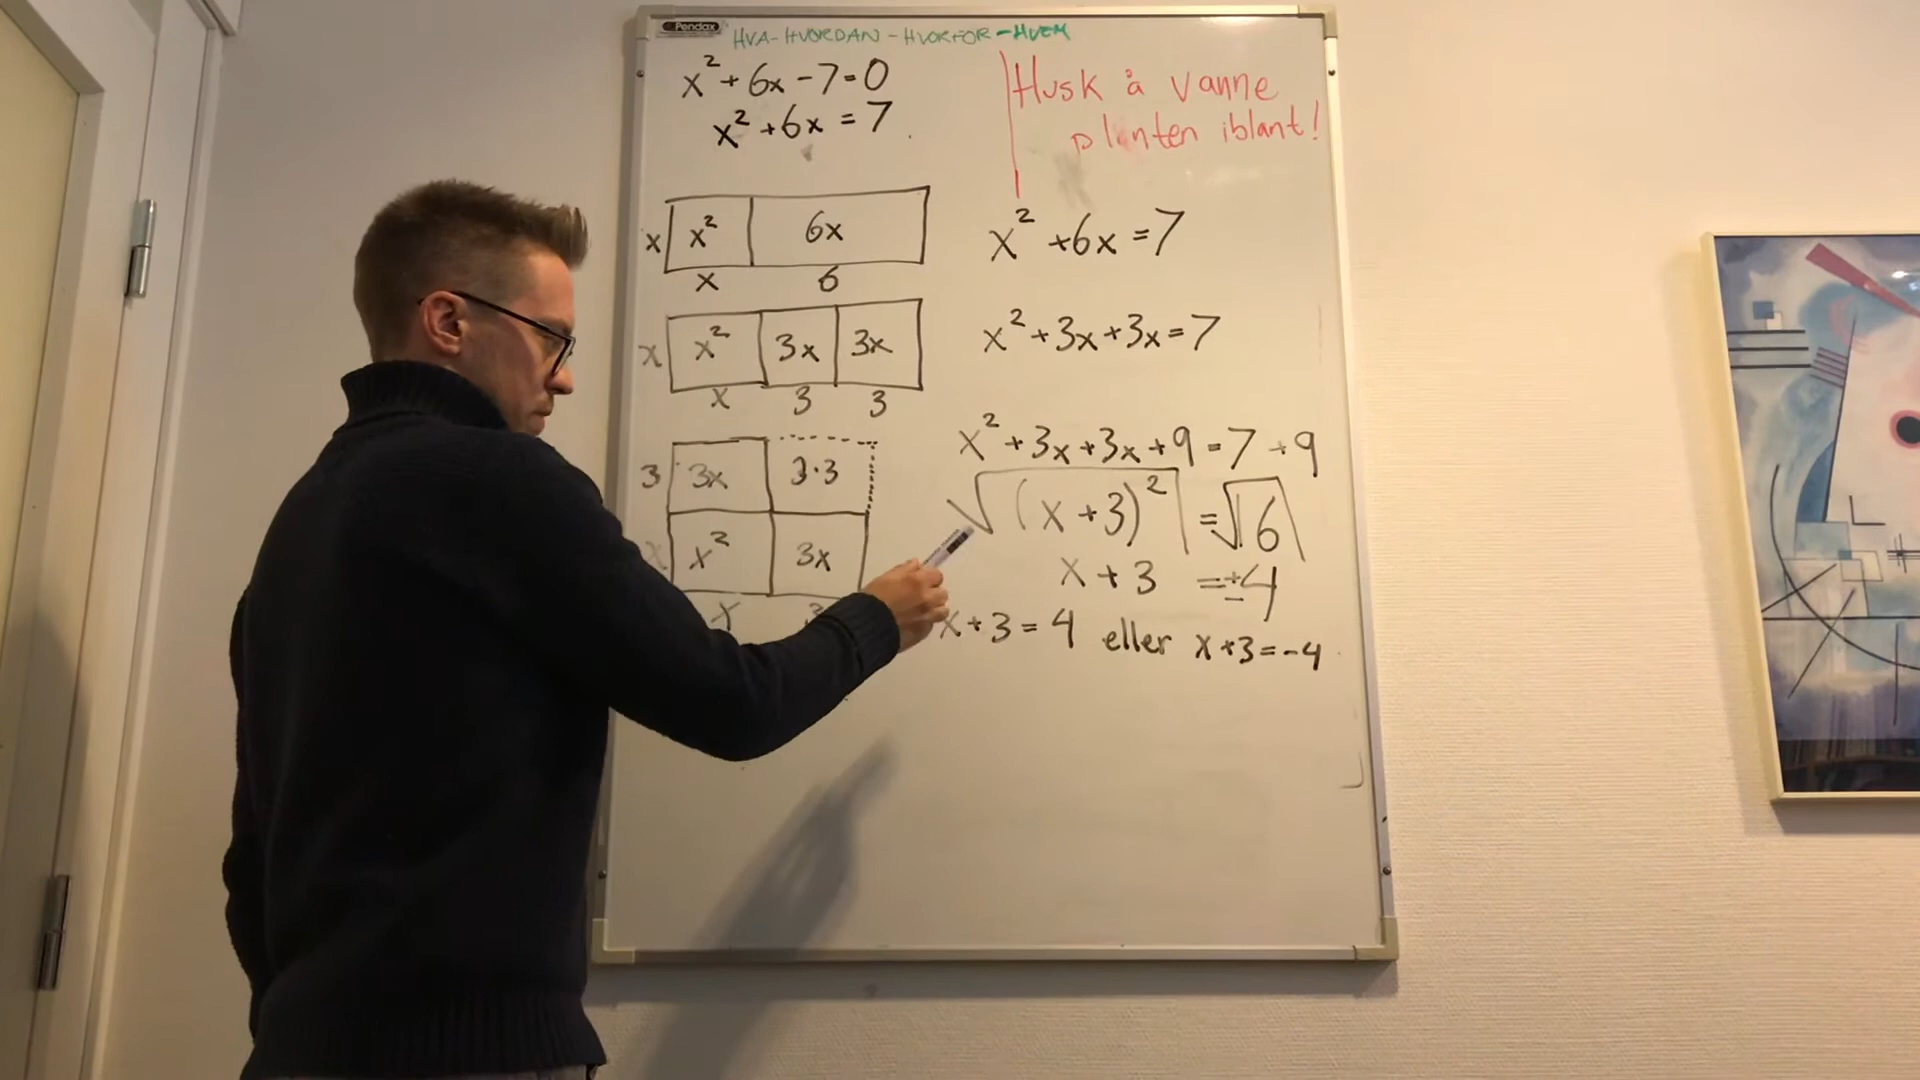 Pendax
HVA-HVORDAN-HVORFOR-HVEM
x²+6x-7=0
x²+6x=7
Husk å vanne
planten iblant!
x x² 6x
x 6
x²+6x=7
x x² 3x 3x
x 3 3
x²+3x+3x=7
3 3x 3·3
x x² 3x
x 3
x²+3x+3x+9=7+9
√(x+3)²=√16
x+3=±4
x+3=4 eller x+3=-4